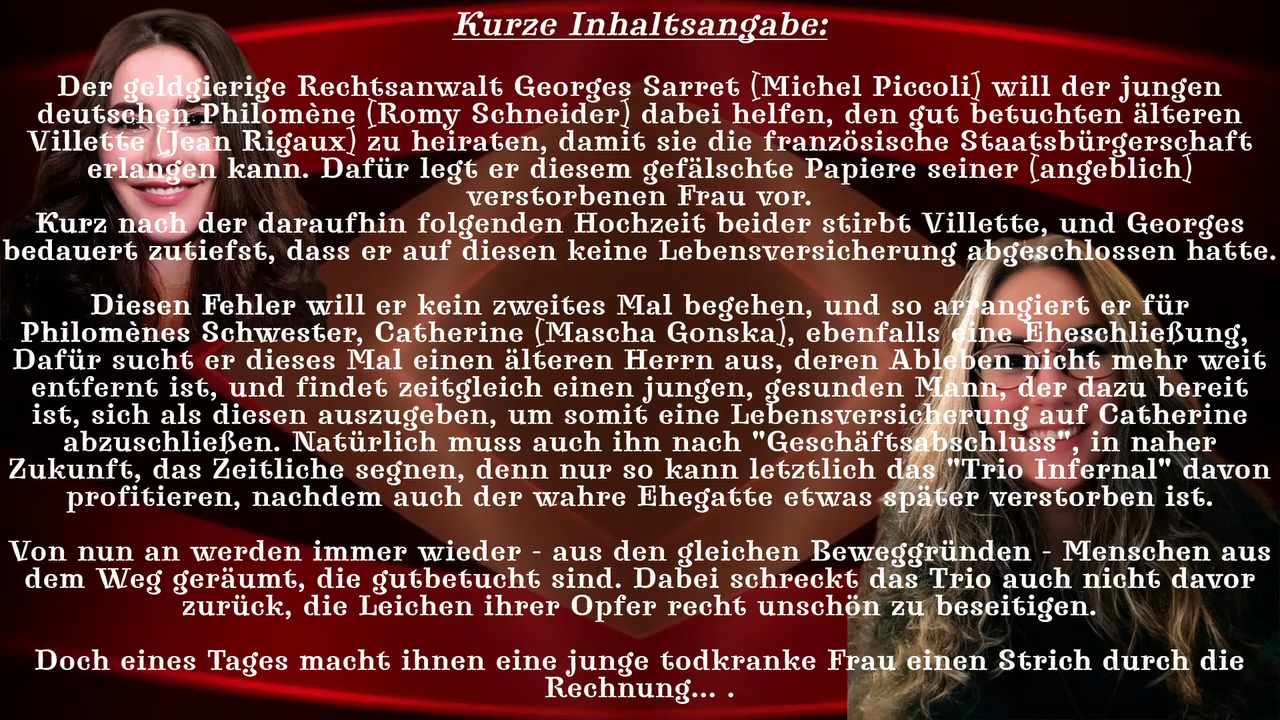 Kurze Inhaltsangabe:
Der geldgierige Rechtsanwalt Georges Sarret (Michel Piccoli) will der jungen
deutschen Philomène (Romy Schneider) dabei helfen, den gut betuchten älteren
Villette (Jean Rigaux) zu heiraten, damit sie die französische Staatsbürgerschaft
erlangen kann. Dafür legt er diesem gefälschte Papiere seiner (angeblich)
verstorbenen Frau vor.
Kurz nach der daraufhin folgenden Hochzeit beider stirbt Villette, und Georges
bedauert zutiefst, dass er auf diesen keine Lebensversicherung abgeschlossen hatte.
Diesen Fehler will er kein zweites Mal begehen, und so arrangiert er für
Philomènes Schwester, Catherine (Mascha Gonska), ebenfalls eine Eheschließung,
Dafür sucht er dieses Mal einen älteren Herrn aus, deren Ableben nicht mehr weit
entfernt ist, und findet zeitgleich einen jungen, gesunden Mann, der dazu bereit
ist, sich als diesen auszugeben, um somit eine Lebensversicherung auf Catherine
abzuschließen. Natürlich muss auch ihn nach "Geschäftsabschluss", in naher
Zukunft, das Zeitliche segnen, denn nur so kann letztlich das "Trio Infernal" davon
profitieren, nachdem auch der wahre Ehegatte etwas später verstorben ist.
Von nun an werden immer wieder - aus den gleichen Beweggründen - Menschen aus
dem Weg geräumt, die gutbetucht sind. Dabei schreckt das Trio auch nicht davor
zurück, die Leichen ihrer Opfer recht unschön zu beseitigen.
Doch eines Tages macht ihnen eine junge todkranke Frau einen Strich durch die
Rechnung... .